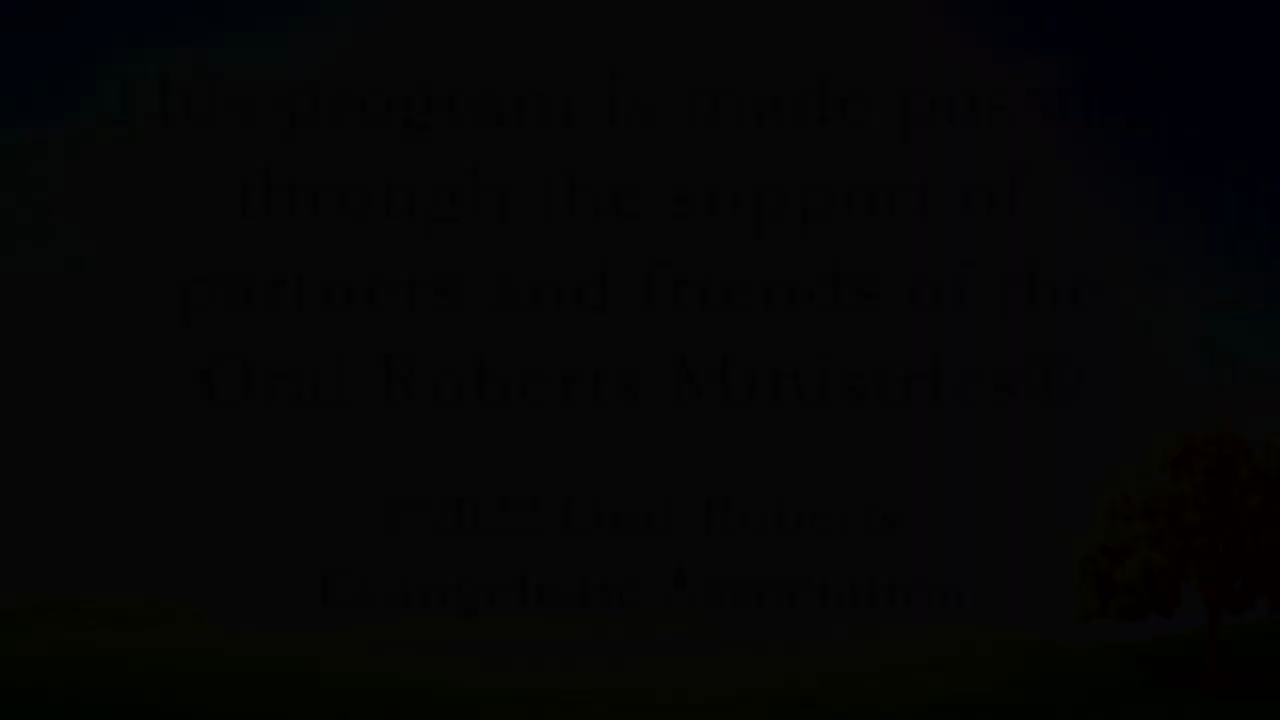 This program is made possible
through the support of
partners and friends of the
Oral Roberts Ministries®
Oral Roberts
Evangelistic Association